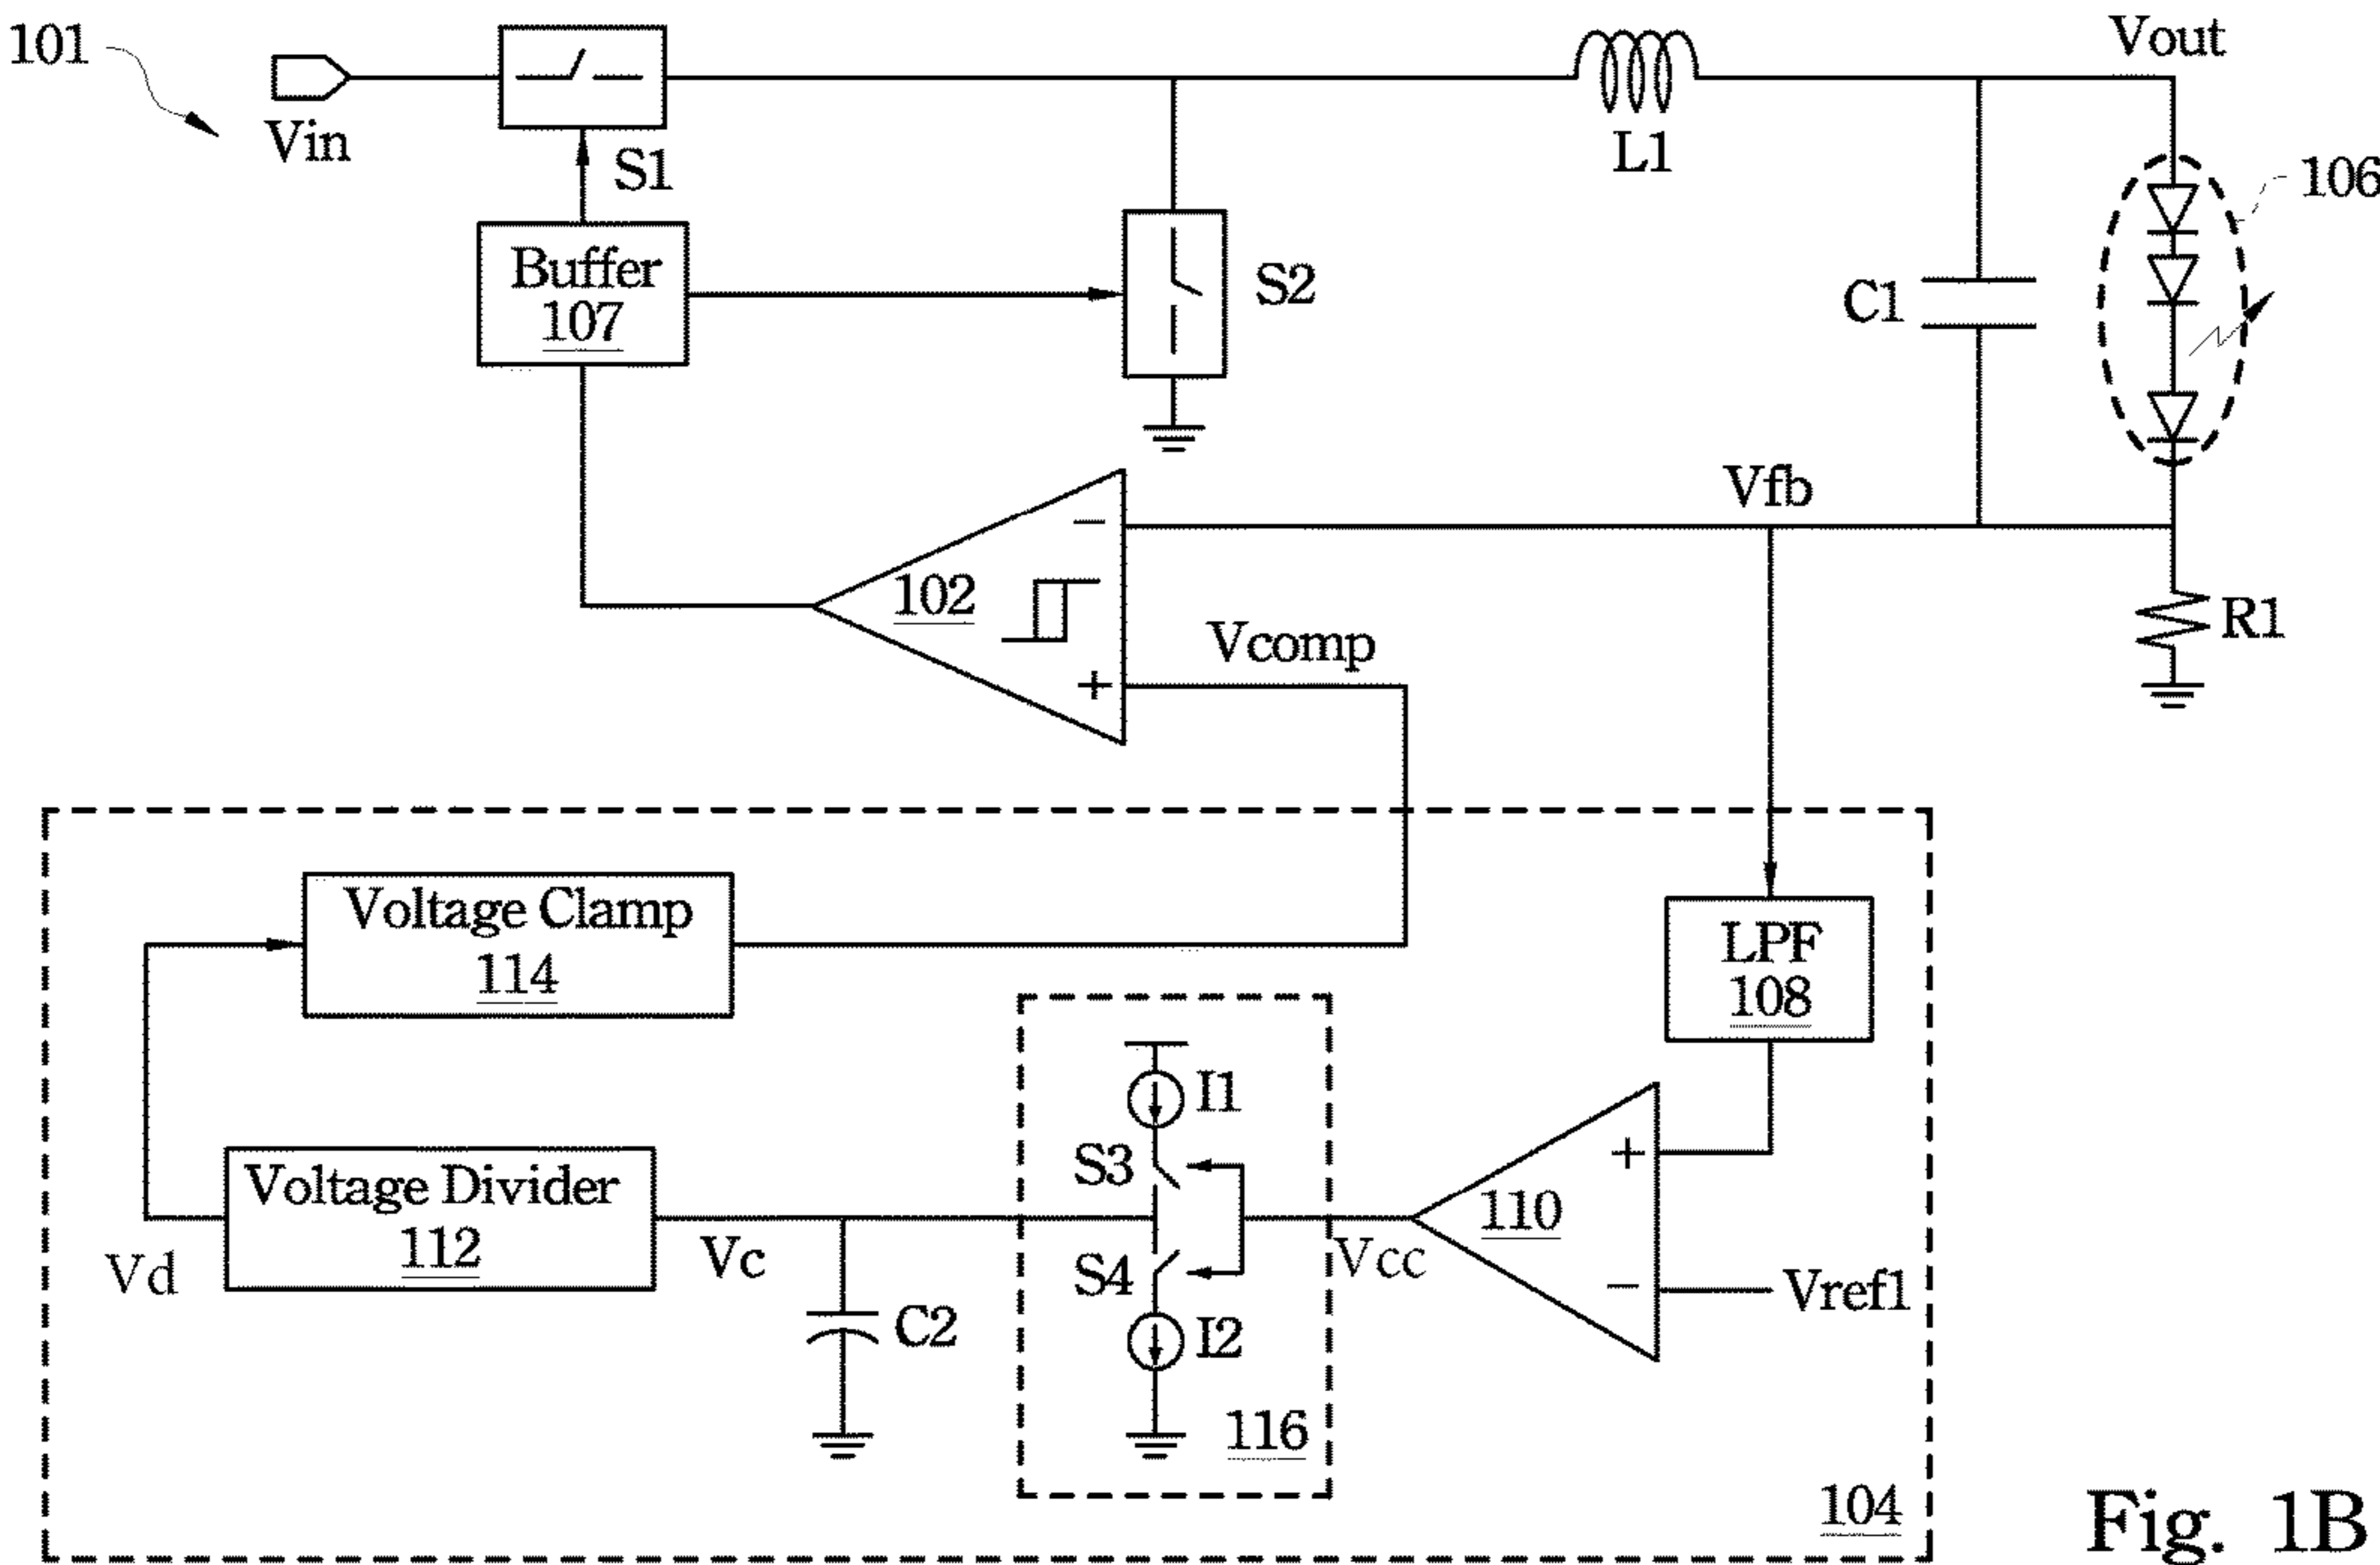 101
Vin
S1
Buffer
107
S2
L1
Vout
106
C1
Vfb
R1
102
−
+
Vcomp
Voltage Clamp
114
LPF
108
I1
S3
S4
I2
116
Voltage Divider
112
Vd
Vc
C2
Vcc
110
+
−
Vref1
104
Fig. 1B